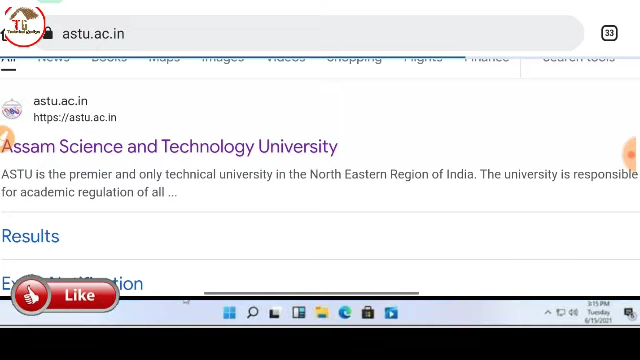 TG
astu.ac.in
33
All News Books Maps Images Videos Shopping Flights Finance Search tools
astu.ac.in
https://astu.ac.in
Assam Science and Technology University
ASTU is the premier and only technical university in the North Eastern Region of India. The university is responsible
for academic regulation of all ...
Results
Notification
Like
3:15 PM
Tuesday
6/15/2021